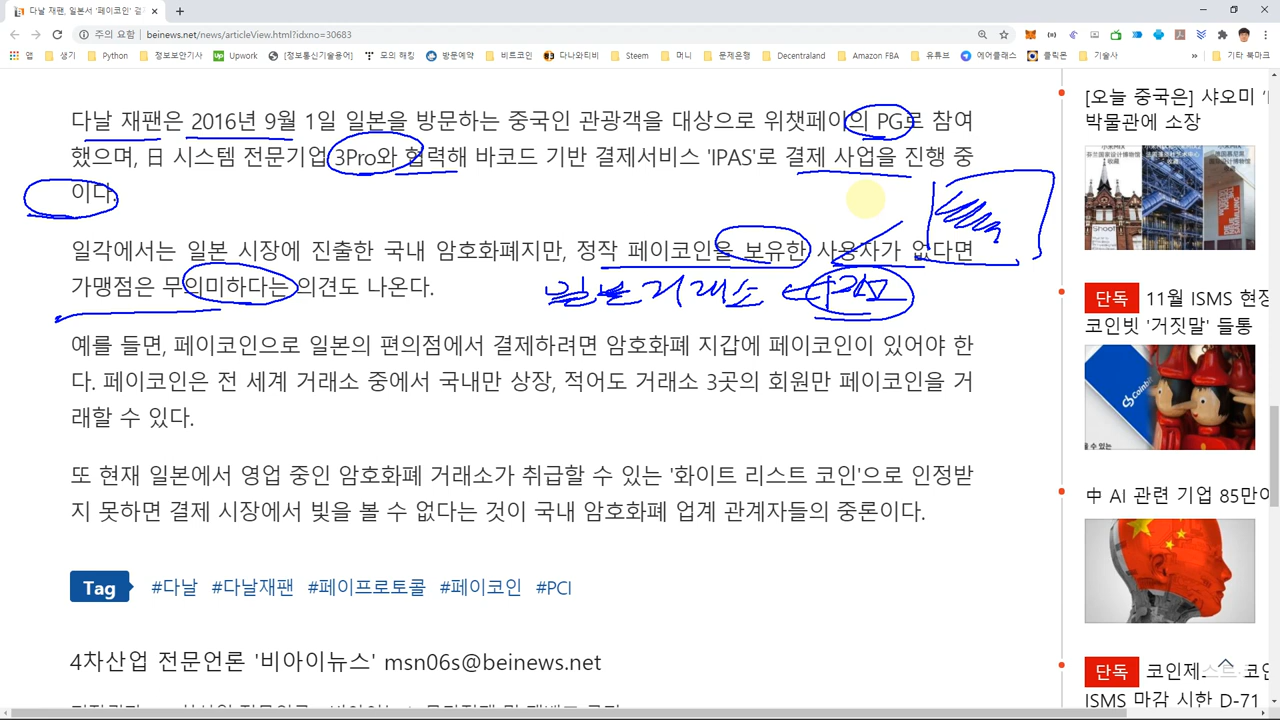 다날 재팬, 일본서 '페이코인' 결
주의 요함 | beinews.net/news/articleView.html?idxno=30683
앱 생기 Python 정보보안기사 Upwork [정보통신기술용어] 모의 해킹 방문예약 비트코인 다나와티비 Steem 머니 문제은행 Decentraland Amazon FBA 유튜브 에어클래스 클릭몬 기술사 » 기타 북마크
다날 재팬은 2016년 9월 1일 일본을 방문하는 중국인 관광객을 대상으로 위챗페이의 PG로 참여
했으며, 日 시스템 전문기업 3Pro와 협력해 바코드 기반 결제서비스 'IPAS'로 결제 사업을 진행 중
이다.
일각에서는 일본 시장에 진출한 국내 암호화폐지만, 정작 페이코인을 보유한 사용자가 없다면
가맹점은 무의미하다는 의견도 나온다.
일본거래소
예를 들면, 페이코인으로 일본의 편의점에서 결제하려면 암호화폐 지갑에 페이코인이 있어야 한
다. 페이코인은 전 세계 거래소 중에서 국내만 상장, 적어도 거래소 3곳의 회원만 페이코인을 거
래할 수 있다.
또 현재 일본에서 영업 중인 암호화폐 거래소가 취급할 수 있는 '화이트 리스트 코인'으로 인정받
지 못하면 결제 시장에서 빛을 볼 수 없다는 것이 국내 암호화폐 업계 관계자들의 중론이다.
Tag #다날 #다날재팬 #페이프로토콜 #페이코인 #PCI
4차산업 전문언론 '비아이뉴스' msn06s@beinews.net
[오늘 중국은] 샤오미
박물관에 소장
단독 11월 ISMS 현장
코인빗 '거짓말' 들통
中 AI 관련 기업 85만
단독 코인제스트
ISMS 마감 시한 D-71